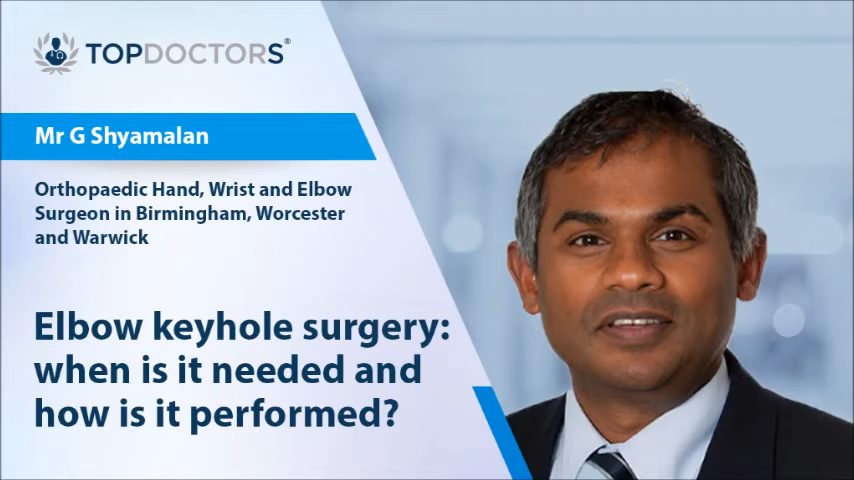 TOPDOCTORS®
Mr G Shyamalan
Orthopaedic Hand, Wrist and Elbow
Surgeon in Birmingham, Worcester
and Warwick
Elbow keyhole surgery:
when is it needed and
how is it performed?